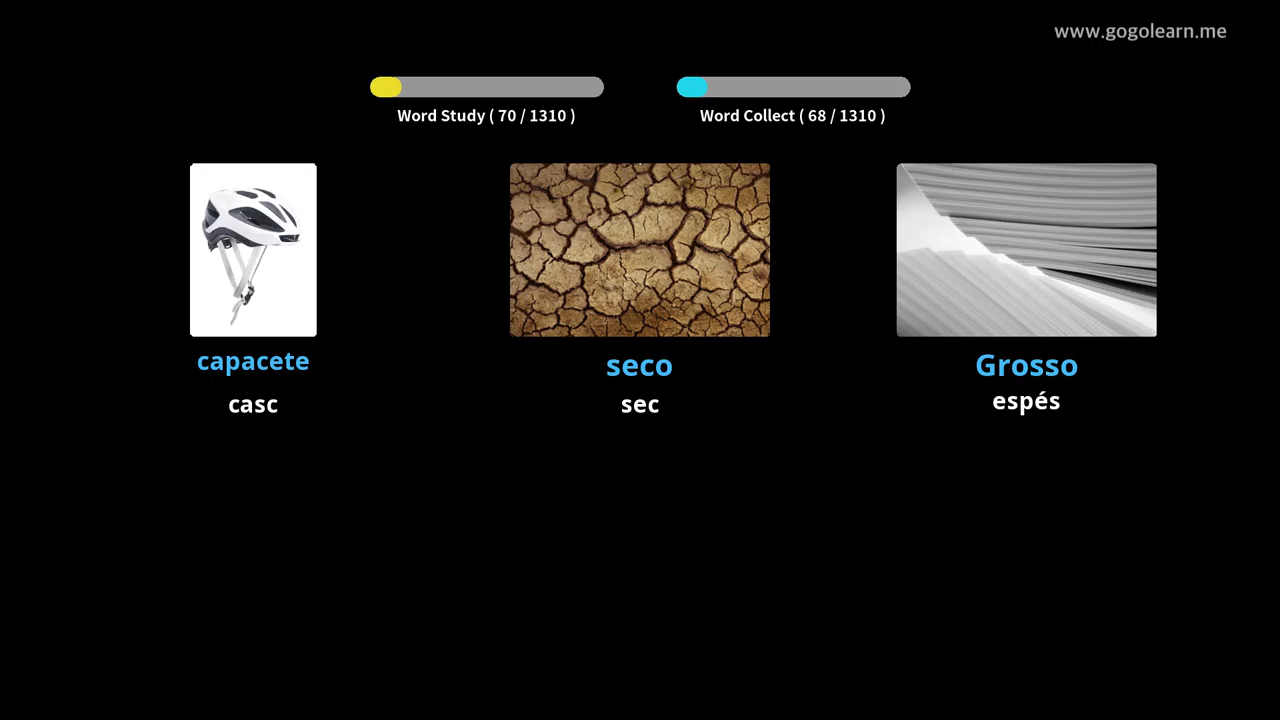 www.gogolearn.me
Word Study ( 70 / 1310 )
Word Collect ( 68 / 1310 )
capacete
casc
seco
sec
Grosso
espés